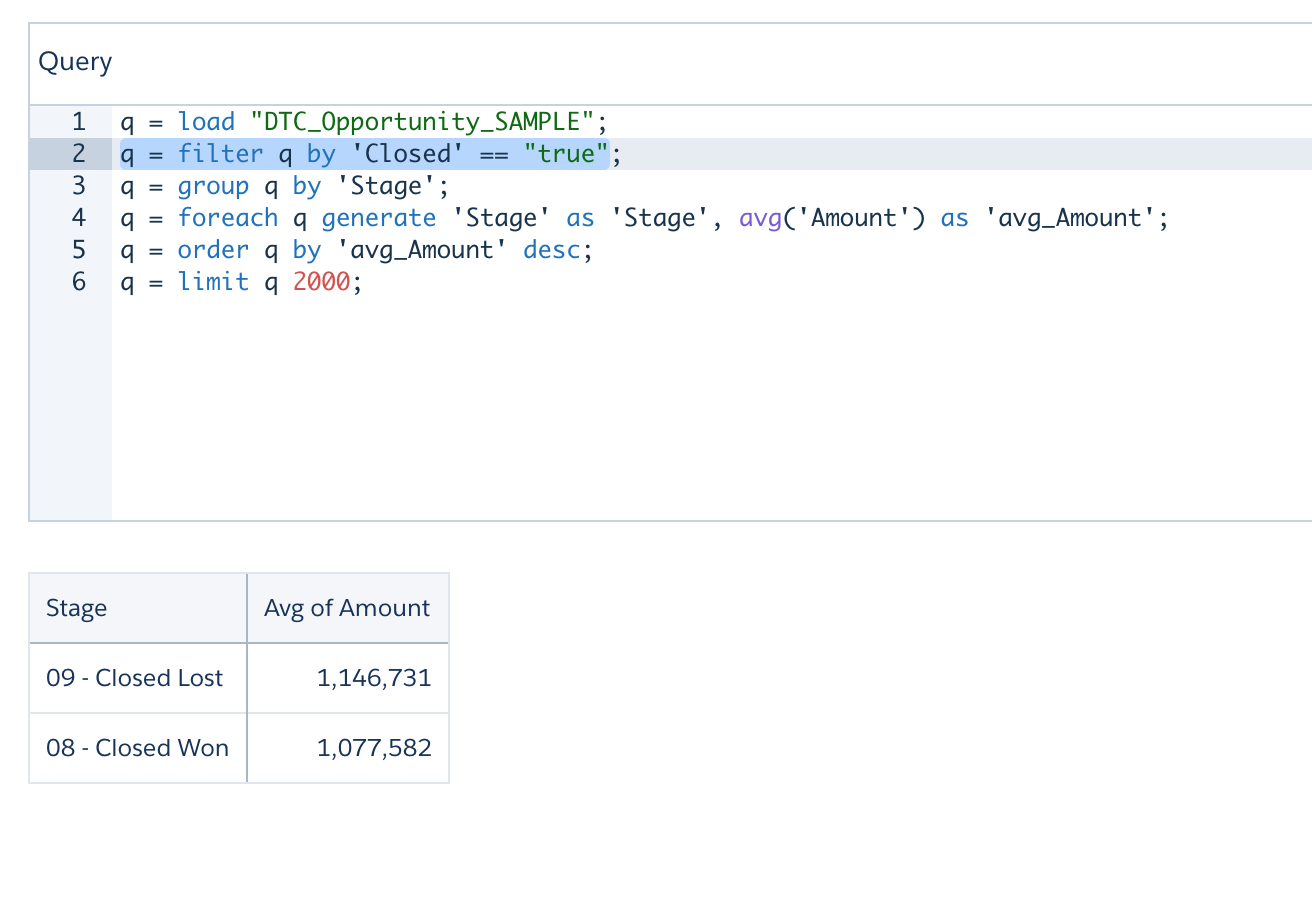 Query
1 q = load "DTC_Opportunity_SAMPLE";
2 q = filter q by 'Closed' == "true";
3 q = group q by 'Stage';
4 q = foreach q generate 'Stage' as 'Stage', avg('Amount') as 'avg_Amount';
5 q = order q by 'avg_Amount' desc;
6 q = limit q 2000;
Stage Avg of Amount
09 - Closed Lost 1,146,731
08 - Closed Won 1,077,582